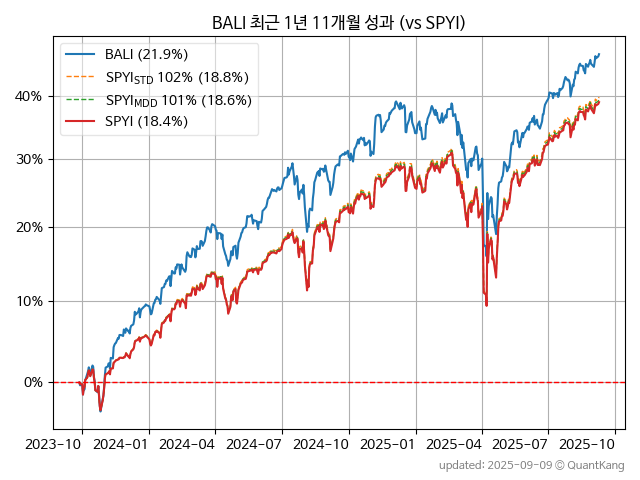 BALI 최근 1년 11개월 성과 (vs SPYI)
BALI (21.9%)
SPYI_STD 102% (18.8%)
SPYI_MDD 101% (18.6%)
SPYI (18.4%)
40%
30%
20%
10%
0%
2023-10 2024-01 2024-04 2024-07 2024-10 2025-01 2025-04 2025-07 2025-10
updated: 2025-09-09 © QuantKang